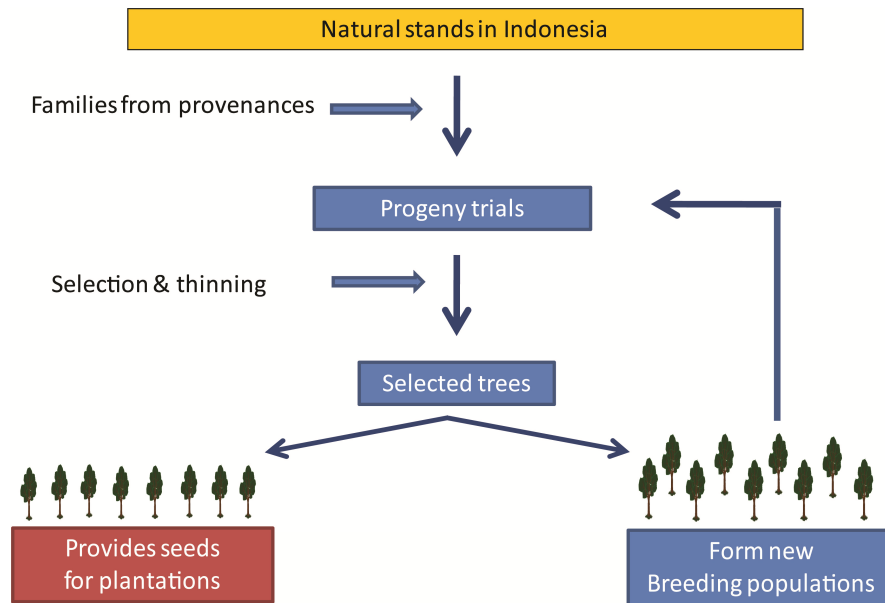 Natural stands in Indonesia
Families from provenances
Progeny trials
Selection & thinning
Selected trees
Provides seeds
for plantations
Form new
Breeding populations